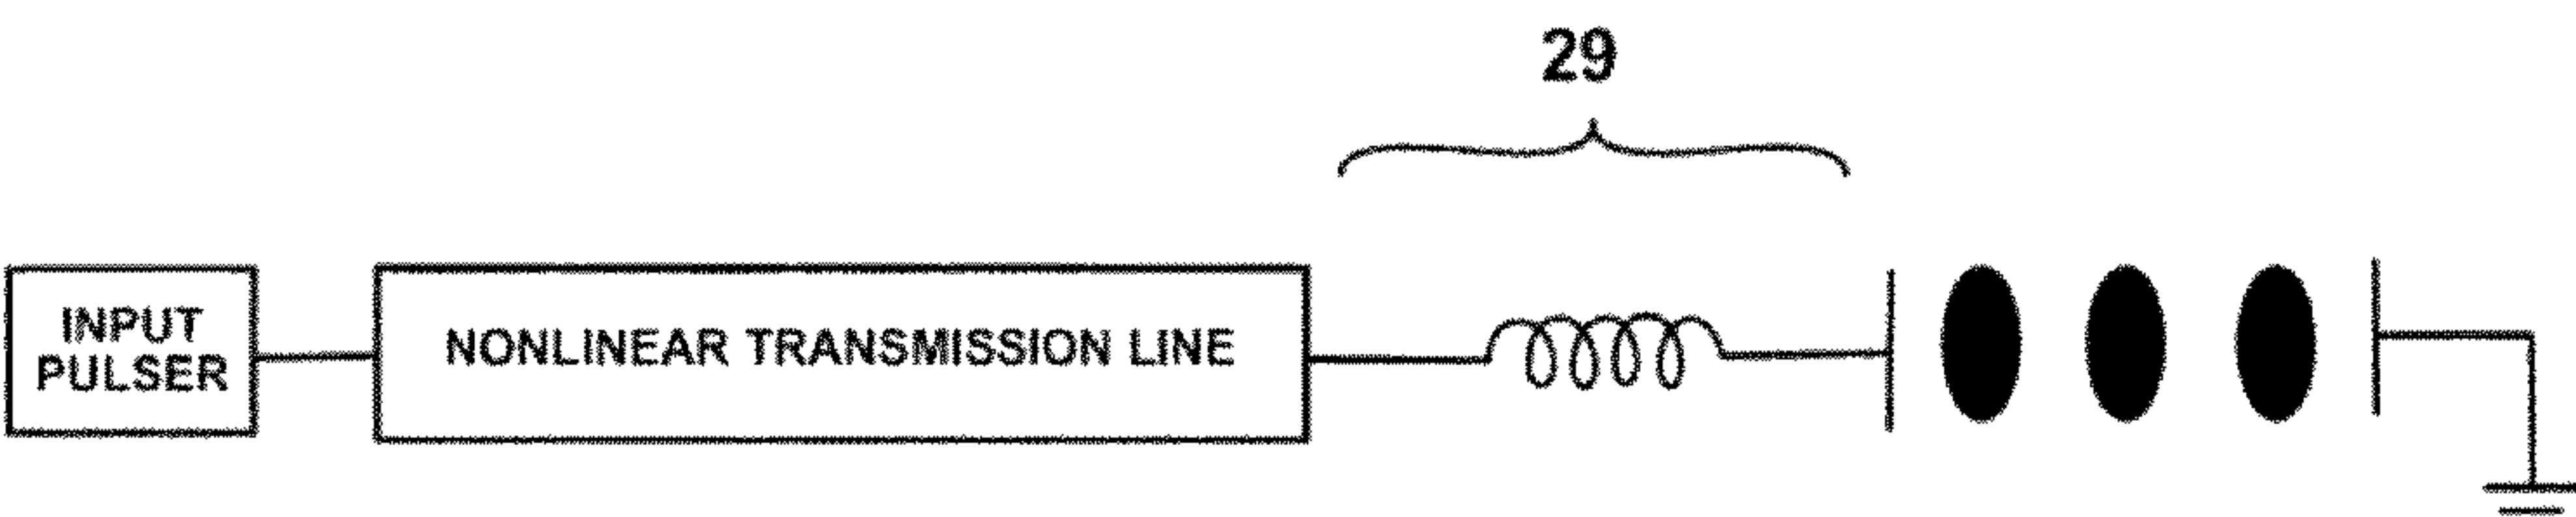 29
INPUT
PULSER
NONLINEAR TRANSMISSION LINE